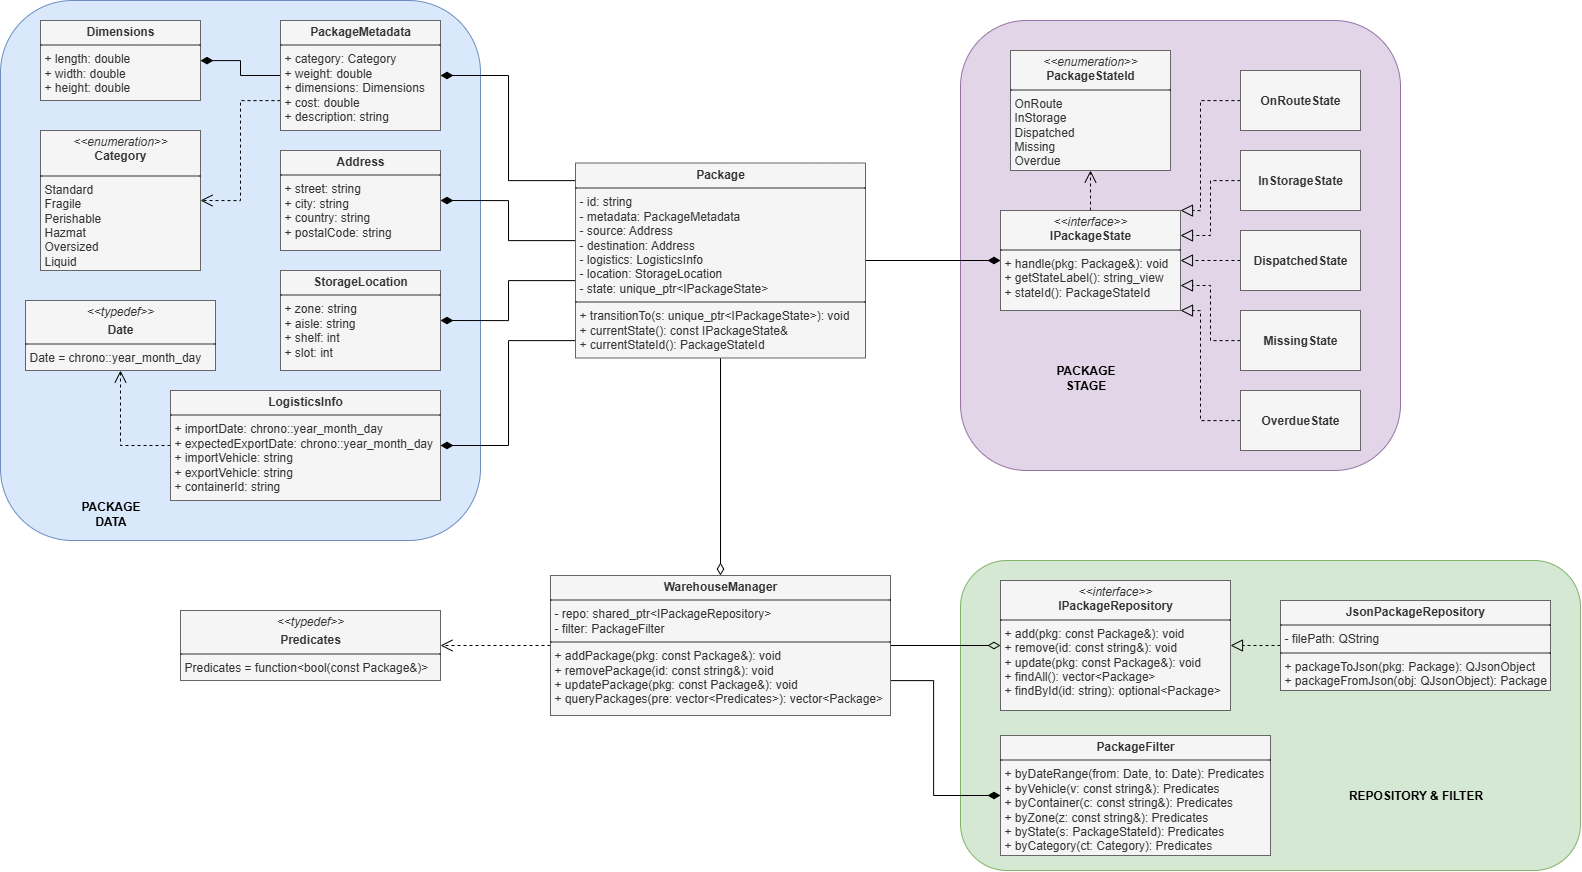 Dimensions
+ length: double
+ width: double
+ height: double
PackageMetadata
+ category: Category
+ weight: double
+ dimensions: Dimensions
+ cost: double
+ description: string
<<enumeration>>
Category
Standard
Fragile
Perishable
Hazmat
Oversized
Liquid
Address
+ street: string
+ city: string
+ country: string
+ postalCode: string
StorageLocation
+ zone: string
+ aisle: string
+ shelf: int
+ slot: int
<<typedef>>
Date
Date = chrono::year_month_day
LogisticsInfo
+ importDate: chrono::year_month_day
+ expectedExportDate: chrono::year_month_day
+ importVehicle: string
+ exportVehicle: string
+ containerId: string
PACKAGE
DATA
Package
- id: string
- metadata: PackageMetadata
- source: Address
- destination: Address
- logistics: LogisticsInfo
- location: StorageLocation
- state: unique_ptr<IPackageState>
+ transitionTo(s: unique_ptr<IPackageState>): void
+ currentState(): const IPackageState&
+ currentStateId(): PackageStateId
<<enumeration>>
PackageStateId
OnRoute
InStorage
Dispatched
Missing
Overdue
<<interface>>
IPackageState
+ handle(pkg: Package&): void
+ getStateLabel(): string_view
+ stateId(): PackageStateId
OnRouteState
InStorageState
DispatchedState
MissingState
OverdueState
PACKAGE
STAGE
WarehouseManager
- repo: shared_ptr<IPackageRepository>
- filter: PackageFilter
+ addPackage(pkg: const Package&): void
+ removePackage(id: const string&): void
+ updatePackage(pkg: const Package&): void
+ queryPackages(pre: vector<Predicates>): vector<Package>
<<typedef>>
Predicates
Predicates = function<bool(const Package&)>
<<interface>>
IPackageRepository
+ add(pkg: const Package&): void
+ remove(id: const string&): void
+ update(pkg: const Package&): void
+ findAll(): vector<Package>
+ findById(id: string): optional<Package>
JsonPackageRepository
- filePath: QString
+ packageToJson(pkg: Package): QJsonObject
+ packageFromJson(obj: QJsonObject): Package
PackageFilter
+ byDateRange(from: Date, to: Date): Predicates
+ byVehicle(v: const string&): Predicates
+ byContainer(c: const string&): Predicates
+ byZone(z: const string&): Predicates
+ byState(s: PackageStateId): Predicates
+ byCategory(ct: Category): Predicates
REPOSITORY & FILTER